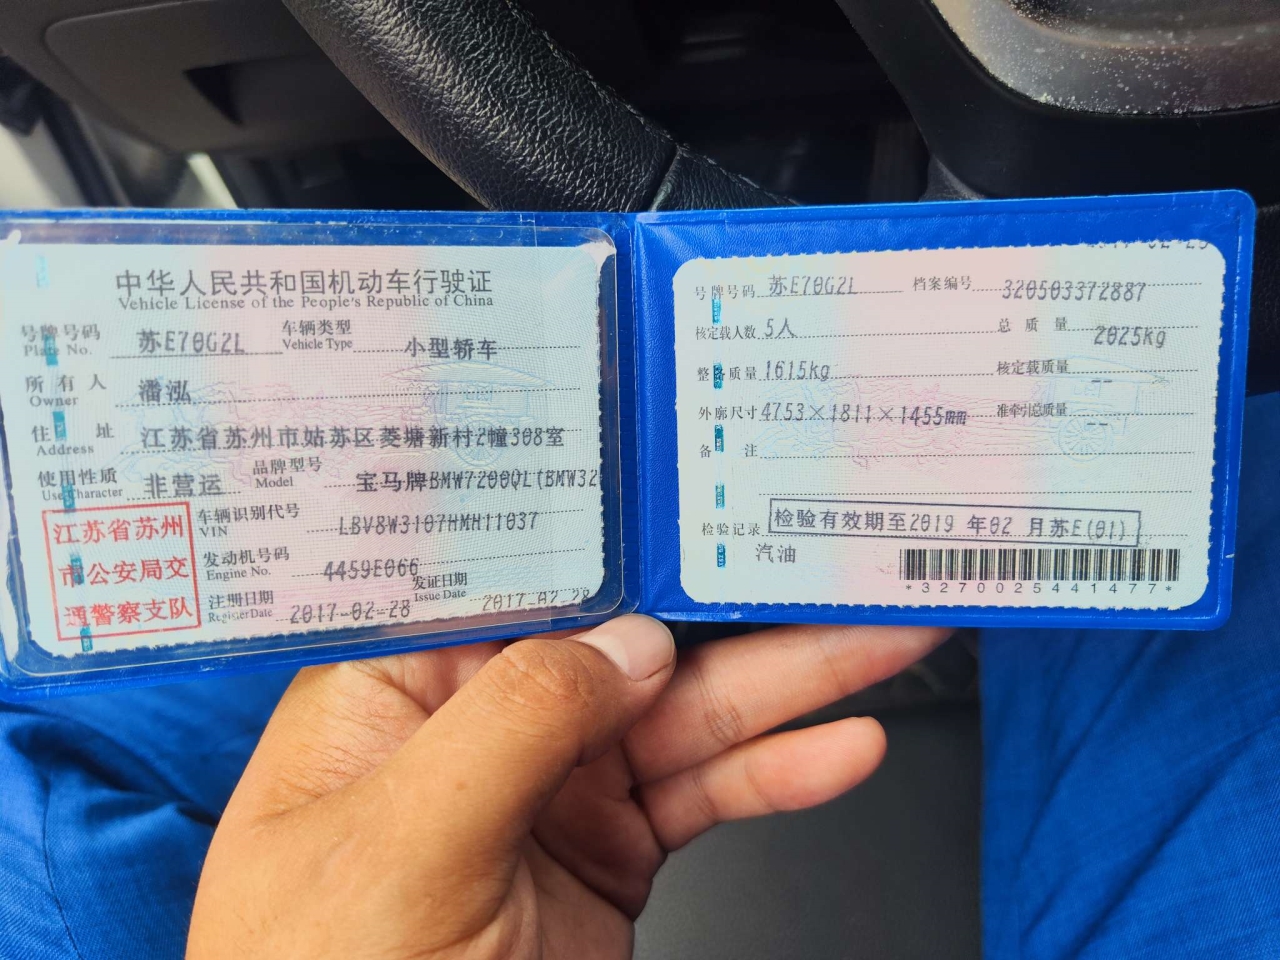 中华人民共和国机动车行驶证
Vehicle License of the People's Republic of China
号牌号码 苏E70G2L 车辆类型 小型轿车
Plate No. Vehicle Type
所有人 潘泓
Owner
住址 江苏省苏州市姑苏区菱塘新村2幢308室
Address
使用性质 非营运 品牌型号 宝马牌BMW7200QL(BMW32
Use Character Model
江苏省苏州
市公安局交
通警察支队
车辆识别代号 LBV8W3107HMH11037
VIN
发动机号码 4459E066
Engine No.
注册日期 2017-02-28 发证日期 2017-02-28
Register Date Issue Date
号牌号码 苏E70G2L 档案编号 320503372887
核定载人数 5人 总质量 2025kg
整备质量 1615kg 核定载质量 --
外廓尺寸 4753×1811×1455mm 准牵引总质量 --
备注
检验记录 检验有效期至2019年02月苏E(01)
汽油
*3270025441477*